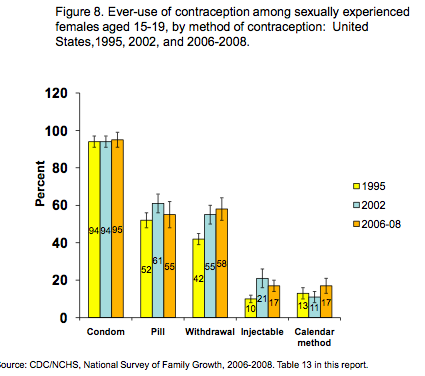 Figure 8. Ever-use of contraception among sexually experienced
females aged 15-19, by method of contraception: United
States,1995, 2002, and 2006-2008.
120
100
80
60
40
20
0
Percent
94 94 95
52 61 55
42 55 58
10 21 17
13 11 17
Condom Pill Withdrawal Injectable Calendar
method
1995
2002
2006-08
ource: CDC/NCHS, National Survey of Family Growth, 2006-2008. Table 13 in this report.